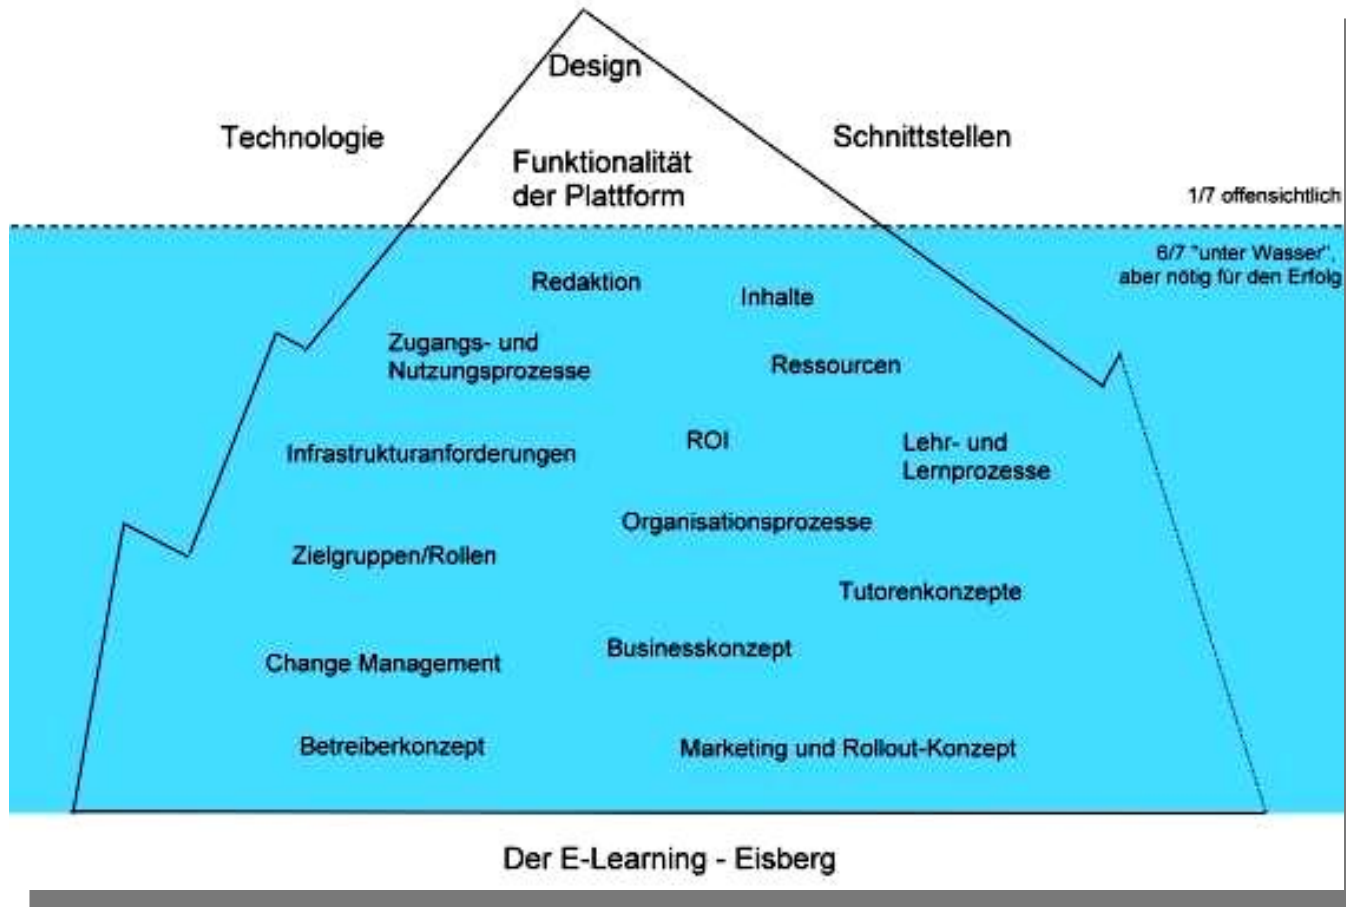 Design
Technologie
Schnittstellen
Funktionalität
der Plattform
1/7 offensichtlich
6/7 "unter Wasser",
aber nötig für den Erfolg
Redaktion
Inhalte
Zugangs- und
Nutzungsprozesse
Ressourcen
Infrastrukturanforderungen
ROI
Lehr- und
Lernprozesse
Organisationsprozesse
Zielgruppen/Rollen
Tutorenkonzepte
Businesskonzept
Change Management
Betreiberkonzept
Marketing und Rollout-Konzept
Der E-Learning - Eisberg